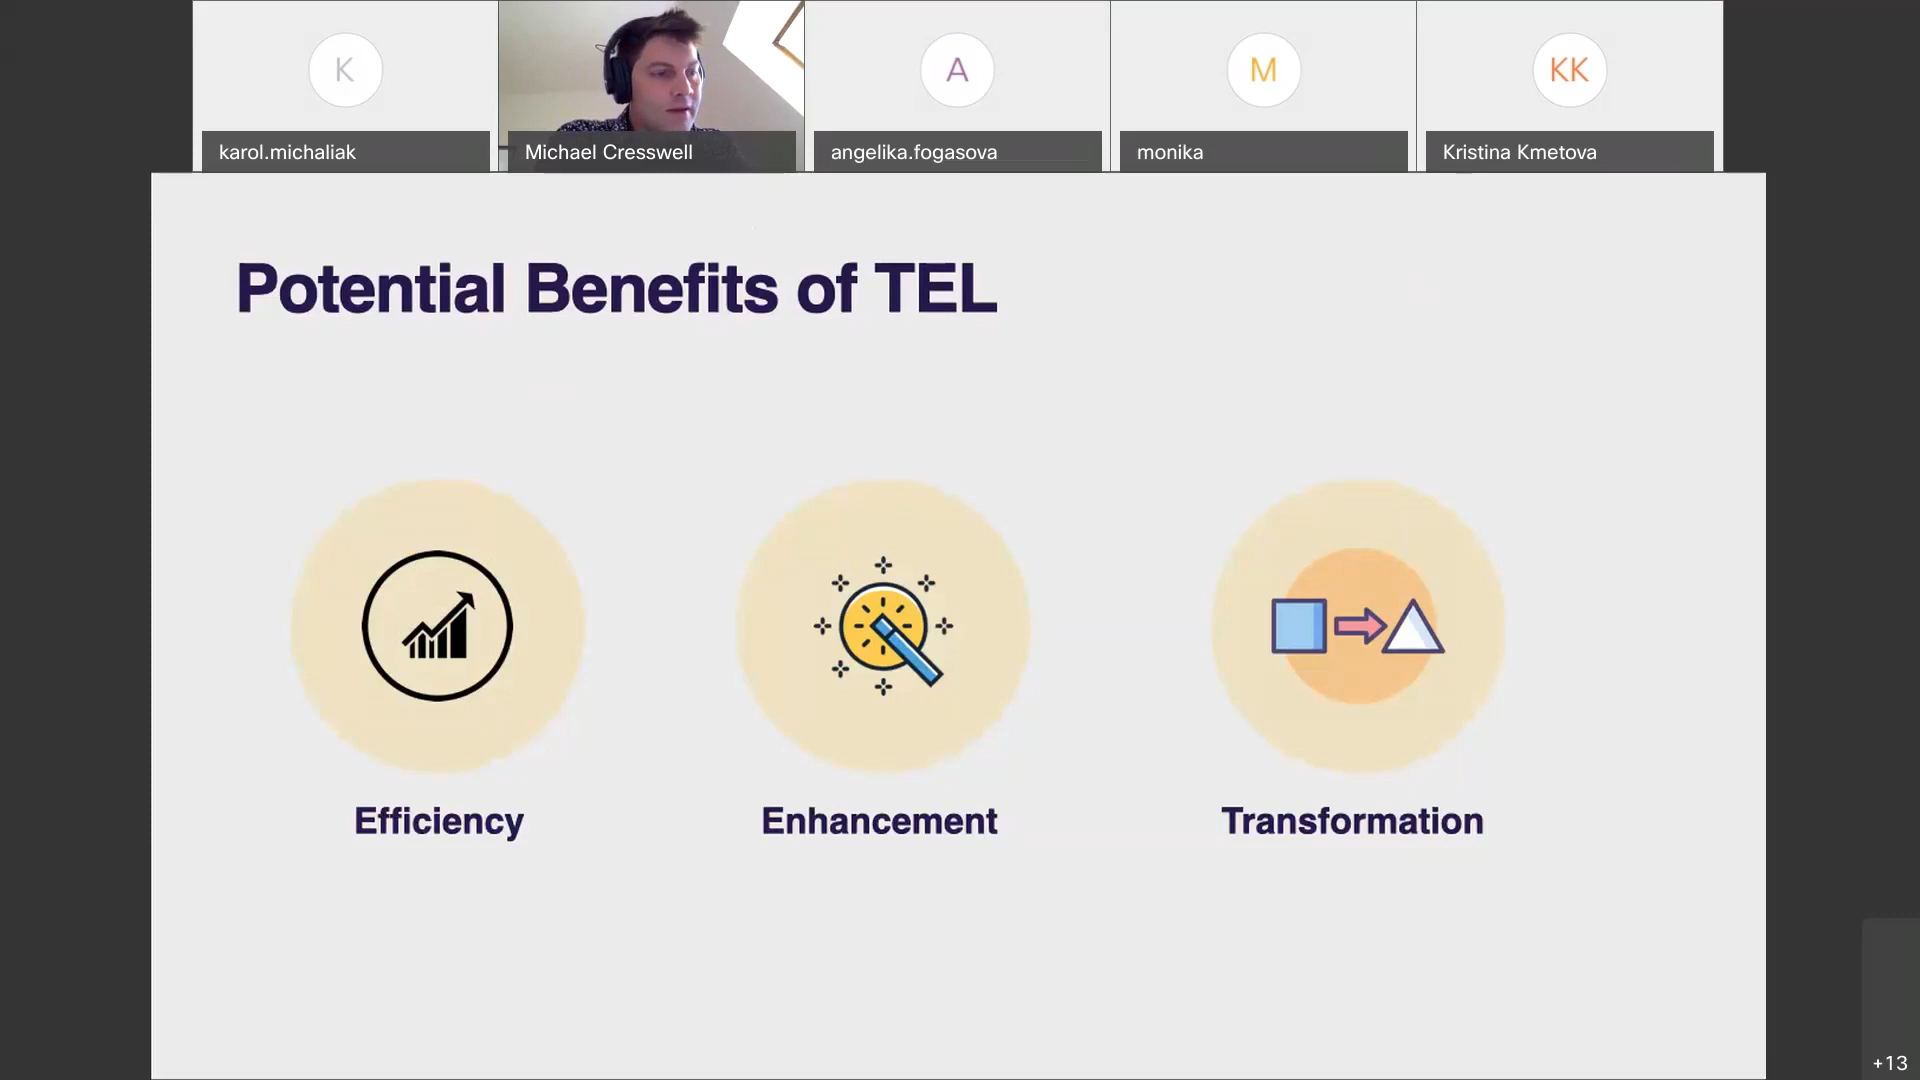 K
A
M
KK
karol.michaliak
Michael Cresswell
angelika.fogasova
monika
Kristina Kmetova
Potential Benefits of TEL
Efficiency
Enhancement
Transformation
+13